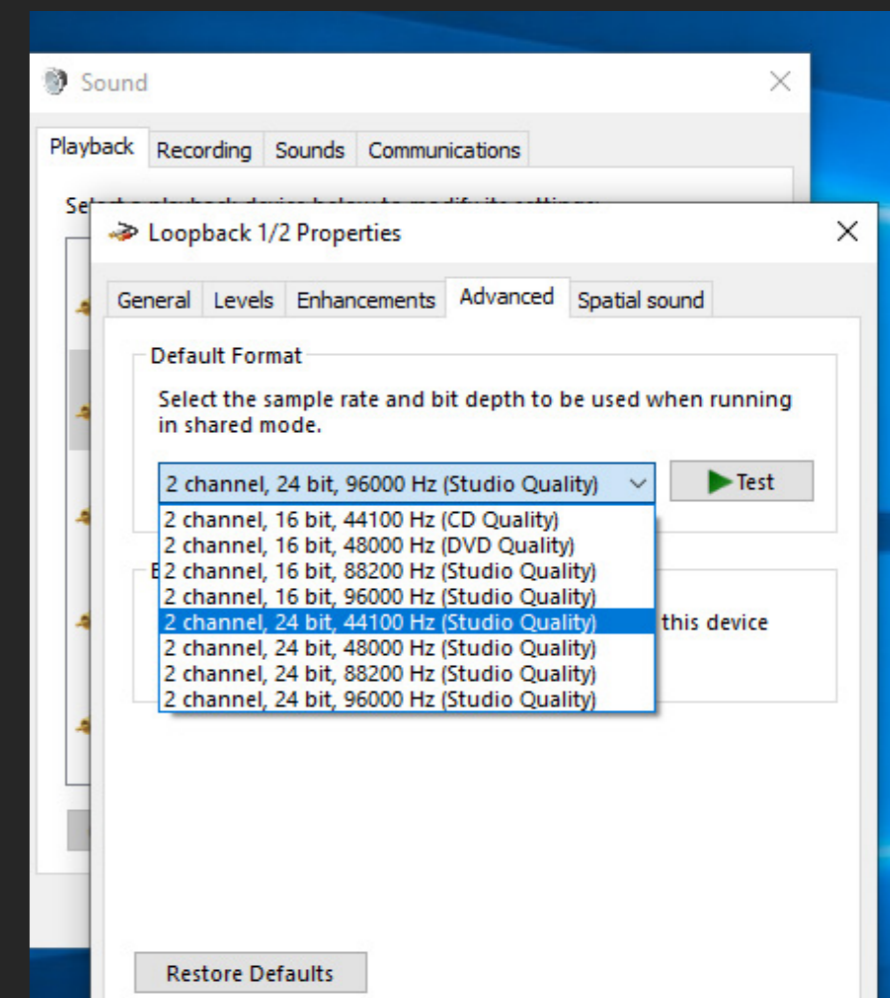 Sound
Playback Recording Sounds Communications
Loopback 1/2 Properties
General Levels Enhancements Advanced Spatial sound
Default Format
Select the sample rate and bit depth to be used when running
in shared mode.
2 channel, 24 bit, 96000 Hz (Studio Quality)
Test
2 channel, 16 bit, 44100 Hz (CD Quality)
2 channel, 16 bit, 48000 Hz (DVD Quality)
2 channel, 16 bit, 88200 Hz (Studio Quality)
2 channel, 16 bit, 96000 Hz (Studio Quality)
2 channel, 24 bit, 44100 Hz (Studio Quality)
this device
2 channel, 24 bit, 48000 Hz (Studio Quality)
2 channel, 24 bit, 88200 Hz (Studio Quality)
2 channel, 24 bit, 96000 Hz (Studio Quality)
Restore Defaults